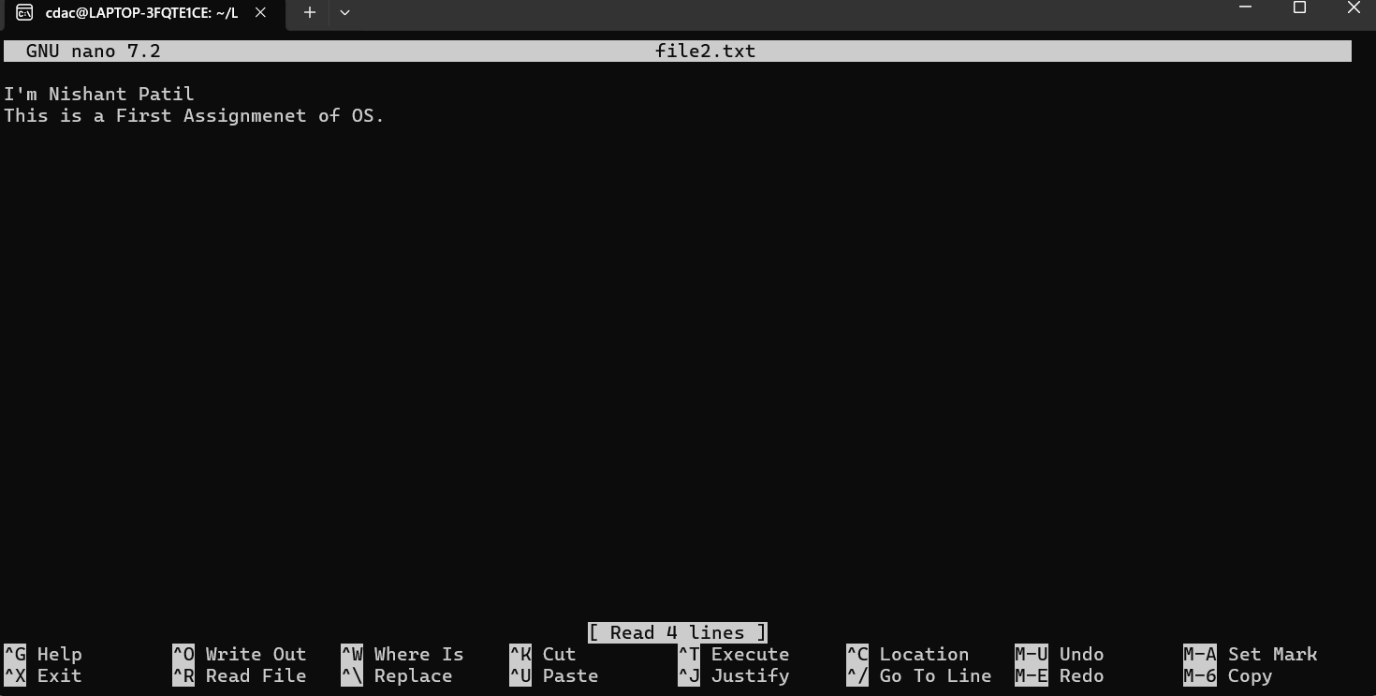 cdac@LAPTOP-3FQTE1CE: ~/L
GNU nano 7.2 file2.txt
I'm Nishant Patil
This is a First Assignmenet of OS.
[ Read 4 lines ]
^G Help ^O Write Out ^W Where Is ^K Cut ^T Execute ^C Location M-U Undo M-A Set Mark
^X Exit ^R Read File ^\ Replace ^U Paste ^J Justify ^/ Go To Line M-E Redo M-6 Copy